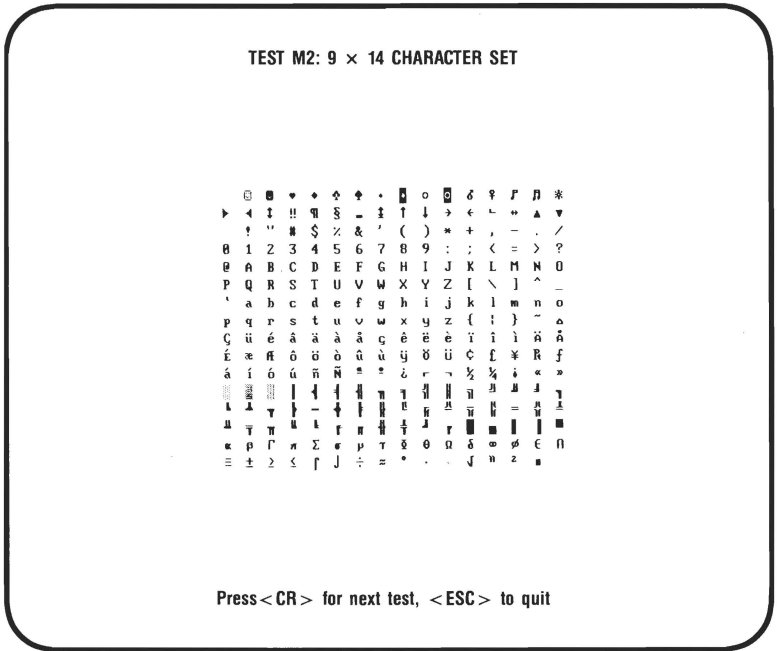 TEST M2: 9 × 14 CHARACTER SET
☺ ☻ ♥ ♦ ♣ ♠ • ◘ ○ ◙ ♂ ♀ ♪ ♫ ☼
► ◄ ↕ ‼ ¶ § ▬ ↨ ↑ ↓ → ← ∟ ↔ ▲ ▼
! " # $ % & ' ( ) * + , - . /
0 1 2 3 4 5 6 7 8 9 : ; < = > ?
@ A B C D E F G H I J K L M N O
P Q R S T U V W X Y Z [ \ ] ^ _
` a b c d e f g h i j k l m n o
p q r s t u v w x y z { ¦ } ~ ⌂
Ç ü é â ä à å ç ê ë è ï î ì Ä Å
É æ Æ ô ö ò û ù ÿ Ö Ü ¢ £ ¥ ₧ ƒ
á í ó ú ñ Ñ ª º ¿ ⌐ ¬ ½ ¼ ¡ « »
░ ▒ ▓ │ ┤ ╡ ╢ ╖ ╕ ╣ ║ ╗ ╝ ╜ ╛ ┐
└ ┴ ┬ ├ ─ ┼ ╞ ╟ ╚ ╔ ╩ ╦ ╠ ═ ╬ ╧
╨ ╤ ╥ ╙ ╘ ╒ ╓ ╫ ╪ ┘ ┌ █ ▄ ▌ ▐ ▀
α β Γ π Σ σ µ τ Φ θ Ω δ ∞ ø ∈ ∩
≡ ± ≥ ≤ ⌠ ⌡ ÷ ≈ ° ∙ · √ ⁿ ² ■
Press <CR> for next test, <ESC> to quit